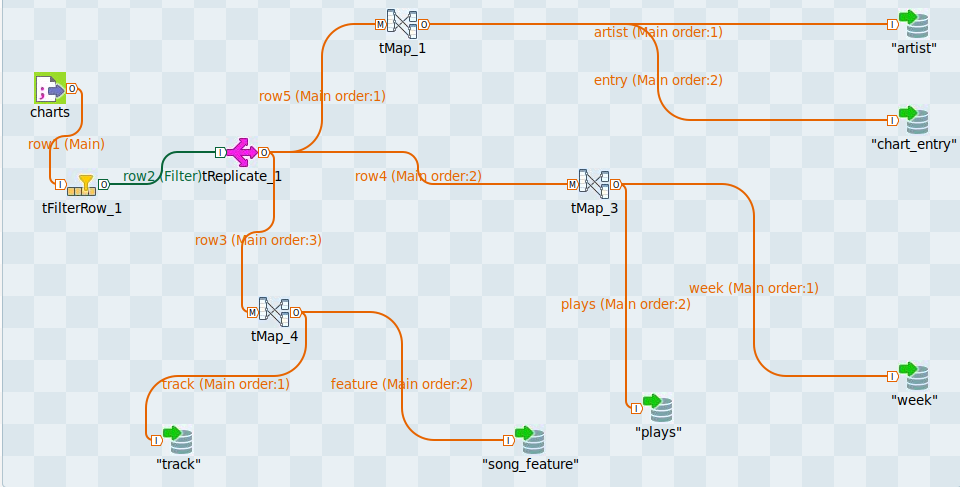 tMap_1
artist (Main order:1)
"artist"
entry (Main order:2)
row5 (Main order:1)
charts
row1 (Main)
"chart_entry"
row2 (Filter)
tReplicate_1
row4 (Main order:2)
tFilterRow_1
tMap_3
row3 (Main order:3)
week (Main order:1)
plays (Main order:2)
tMap_4
track (Main order:1)
feature (Main order:2)
"week"
"plays"
"track"
"song_feature"